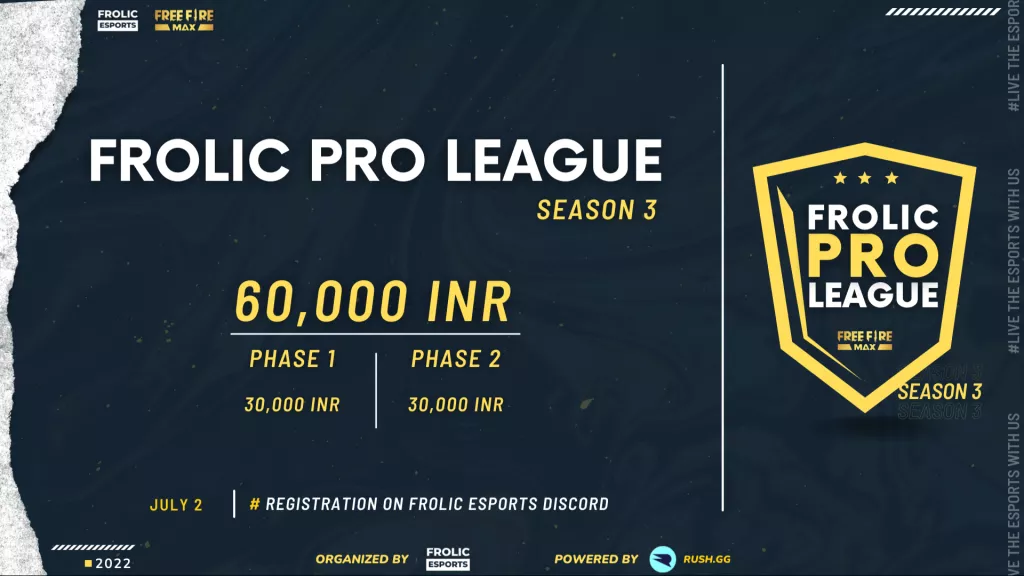 FROLIC
ESPORTS
FREE FIRE
MAX
FROLIC PRO LEAGUE
SEASON 3
60,000 INR
PHASE 1
PHASE 2
30,000 INR
30,000 INR
JULY 2
# REGISTRATION ON FROLIC ESPORTS DISCORD
2022
ORGANIZED BY
FROLIC
ESPORTS
POWERED BY
RUSH.GG
FROLIC
PRO
LEAGUE
FREE FIRE
MAX
SEASON 3
SEASON 3
#LIVE THE ESPOR
#LIVE THE ESPORTS WITH US
VE THE ESPORTS WITH US